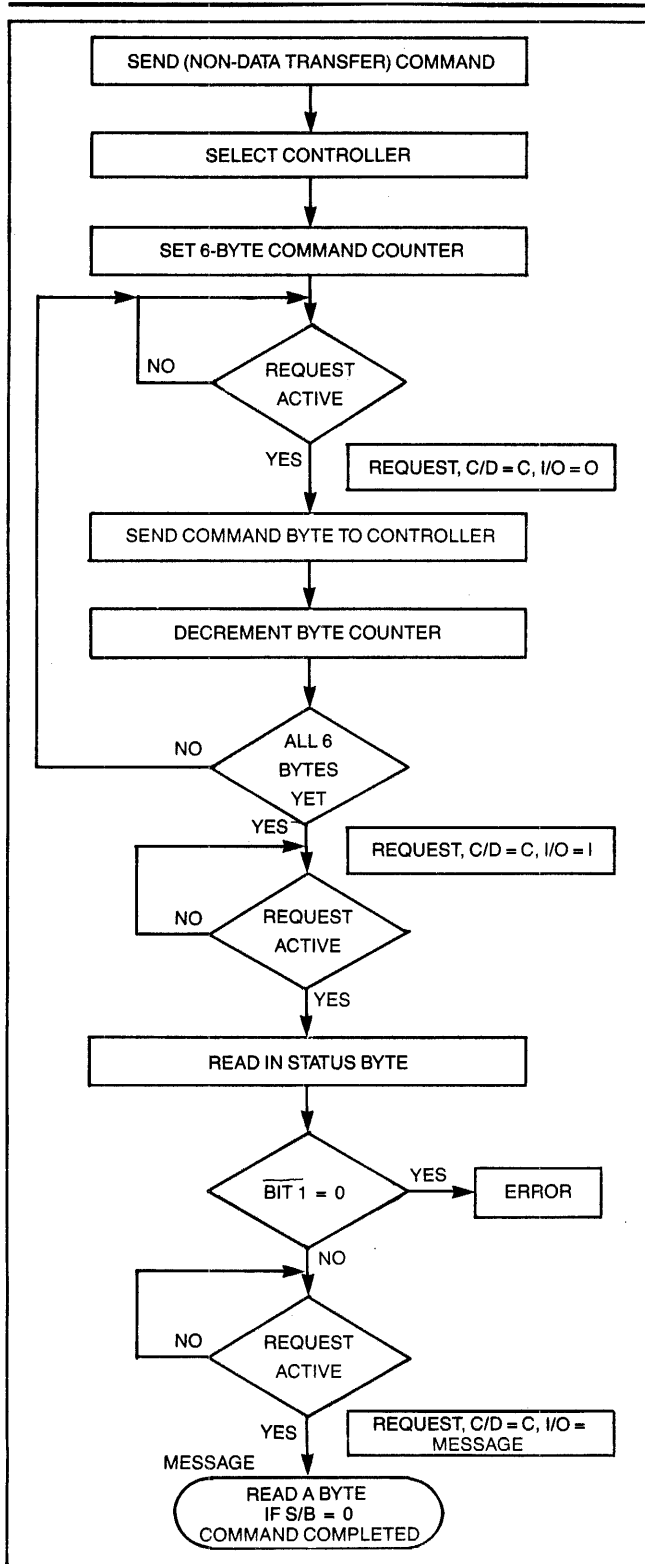 SEND (NON-DATA TRANSFER) COMMAND
SELECT CONTROLLER
SET 6-BYTE COMMAND COUNTER
NO
REQUEST
ACTIVE
YES
REQUEST, C/D = C, I/O = O
SEND COMMAND BYTE TO CONTROLLER
DECREMENT BYTE COUNTER
NO
ALL 6
BYTES
YET
YES
REQUEST, C/D = C, I/O = I
NO
REQUEST
ACTIVE
YES
READ IN STATUS BYTE
B̅I̅T̅ 1 = 0
YES
ERROR
NO
NO
REQUEST
ACTIVE
YES
REQUEST, C/D = C, I/O =
MESSAGE
MESSAGE
READ A BYTE
IF S/B = 0
COMMAND COMPLETED